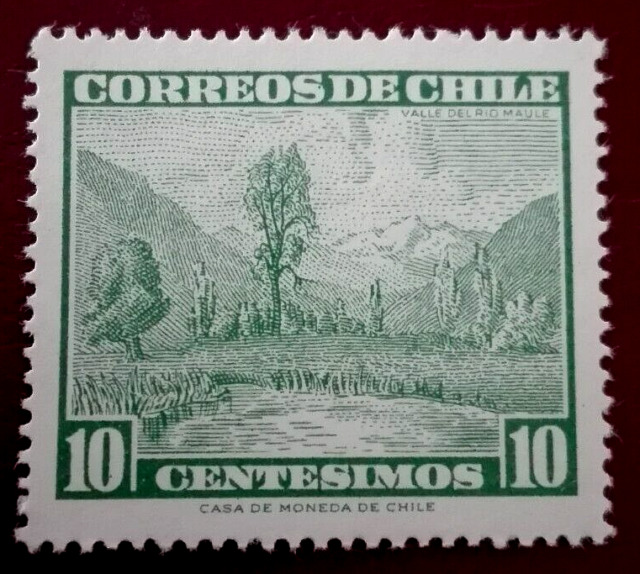 CORREOS DE CHILE
VALLE DEL RIO MAULE
10 CENTESIMOS 10
CASA DE MONEDA DE CHILE